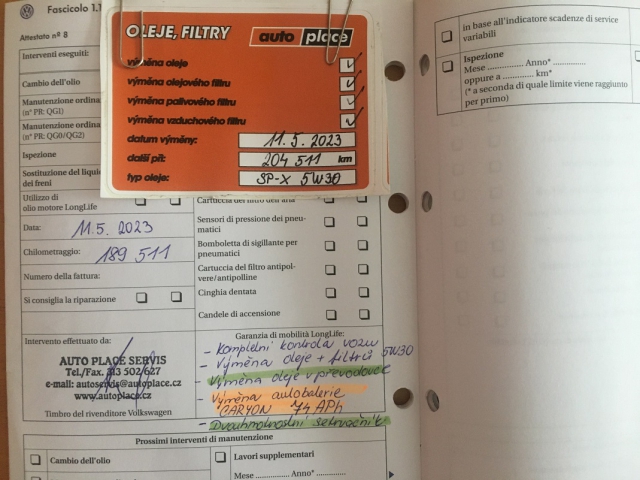 Fascicolo 1.1
Attestato nº 8
Interventi eseguiti:
Cambio dell'olio
Manutenzione ordina
(nº PR: QG1)
Manutenzione ordina
(nº PR: QG0/QG2)
Ispezione
Sostituzione del liqui
dei freni
Utilizzo di
olio motore LongLife
Data: 11.5. 2023
Chilometraggio: 189 511
Numero della fattura:
Si consiglia la riparazione
OLEJE, FILTRY
auto place
výměna oleje
výměna olejového filtru
výměna palivového filtru
výměna vzduchového filtru
datum výměny: 11.5.2023
další při: 204 511 km
typ oleje: SP-X 5W30
Cartuccia del filtro dell'aria
Sensori di pressione dei pneu-
matici
Bomboletta di sigillante per
pneumatici
Cartuccia del filtro antipol-
vere/antipolline
Cinghia dentata
Candele di accensione
Intervento effettuato da:
AUTO PLACE SERVIS
Tel./Fax. 313 502/627
e-mail: autoservis@autoplace.cz
www.autoplace.cz
Timbro del rivenditore Volkswagen
Garanzia di mobilità LongLife:
- Kompletní kontrola vozu
- Výměna oleje + filtrů 5W30
- Výměna oleje v převodovce
- Výměna autobaterie
74 APh
- Dvouhmotnostní setrvačník
Prossimi interventi di manutenzione
Cambio dell'olio
Lavori supplementari
Mese Anno*
in base all'indicatore scadenze di service
variabili
Ispezione
Mese Anno*
oppure a km*
(* a seconda di quale limite viene raggiunto
per primo)